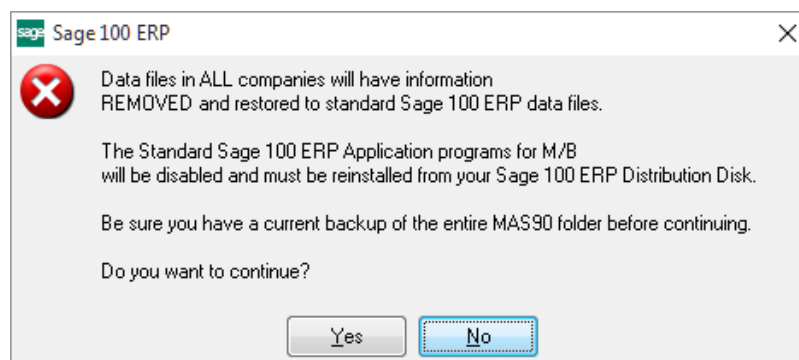 sage Sage 100 ERP
Data files in ALL companies will have information
REMOVED and restored to standard Sage 100 ERP data files.
The Standard Sage 100 ERP Application programs for M/B
will be disabled and must be reinstalled from your Sage 100 ERP Distribution Disk.
Be sure you have a current backup of the entire MAS90 folder before continuing.
Do you want to continue?
Yes No